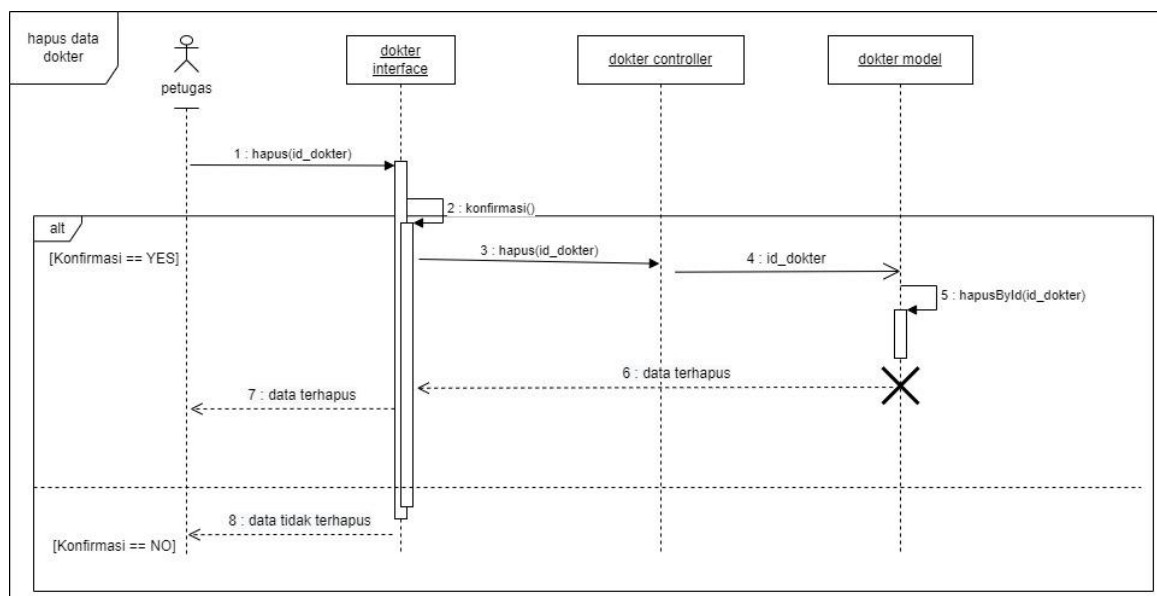 hapus data
dokter
petugas
dokter
interface
dokter controller
dokter model
1 : hapus(id_dokter)
2 : konfirmasi()
alt
[Konfirmasi == YES]
3 : hapus(id_dokter)
4 : id_dokter
5 : hapusById(id_dokter)
6 : data terhapus
7 : data terhapus
8 : data tidak terhapus
[Konfirmasi == NO]